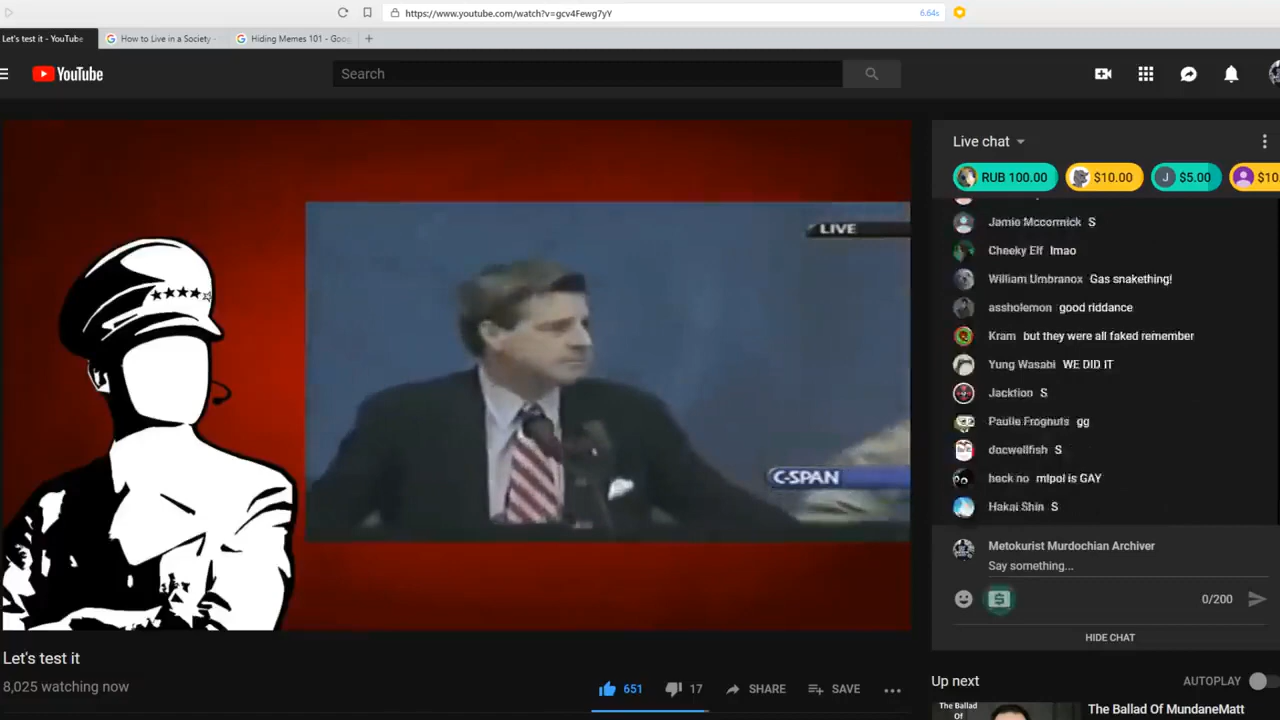 https://www.youtube.com/watch?v=gcv4Fewg7yY
6.64s
Let's test it - YouTube
How to Live in a Society -
Hiding Memes 101 - Goog
YouTube
Search
LIVE
C-SPAN
Let's test it
8,025 watching now
651
17
SHARE
SAVE
Live chat
RUB 100.00
$10.00
J $5.00
$10.
Jamie Mccormick S
Cheeky Elf lmao
William Umbranox Gas snakething!
assholemon good riddance
Kram but they were all faked remember
Yung Wasabi WE DID IT
Jacktion S
Paulie Frognuts gg
docwellfish S
heck no mlpol is GAY
Hakai Shin S
Metokurist Murdochian Archiver
Say something...
0/200
HIDE CHAT
Up next
AUTOPLAY
The Ballad Of
The Ballad Of MundaneMatt